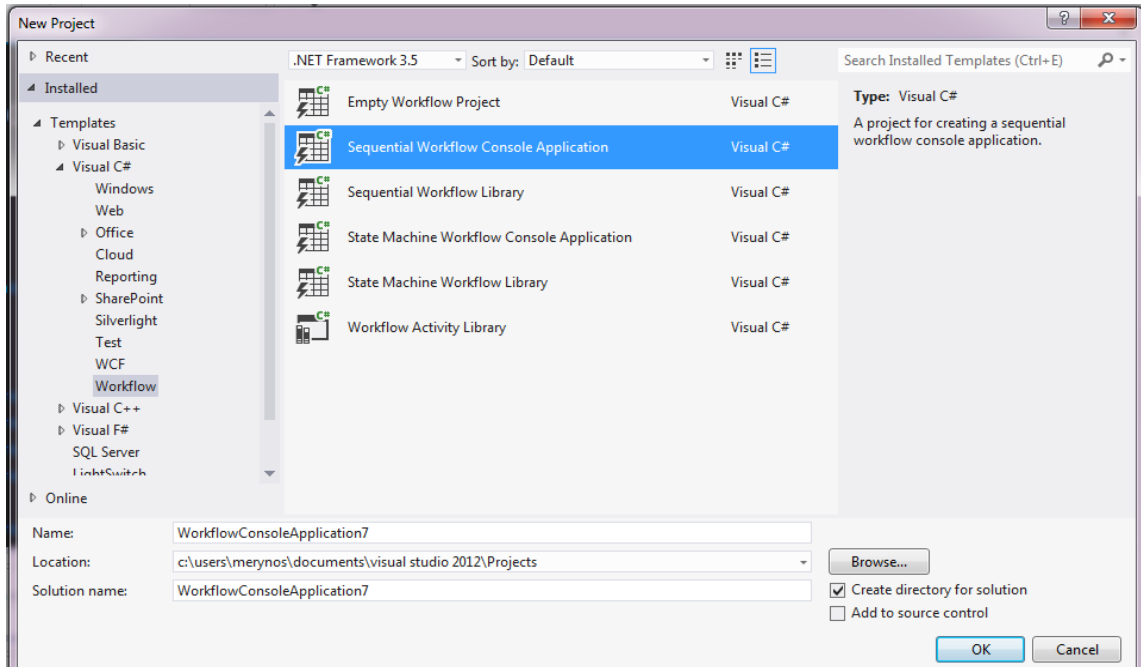 New Project
Recent
Installed
Templates
Visual Basic
Visual C#
Windows
Web
Office
Cloud
Reporting
SharePoint
Silverlight
Test
WCF
Workflow
Visual C++
Visual F#
SQL Server
LightSwitch
Online
.NET Framework 3.5 Sort by: Default
C# Empty Workflow Project Visual C#
C# Sequential Workflow Console Application Visual C#
C# Sequential Workflow Library Visual C#
C# State Machine Workflow Console Application Visual C#
C# State Machine Workflow Library Visual C#
C# Workflow Activity Library Visual C#
Search Installed Templates (Ctrl+E)
Type: Visual C#
A project for creating a sequential
workflow console application.
Name: WorkflowConsoleApplication7
Location: c:\users\merynos\documents\visual studio 2012\Projects
Browse...
Solution name: WorkflowConsoleApplication7
Create directory for solution
Add to source control
OK Cancel